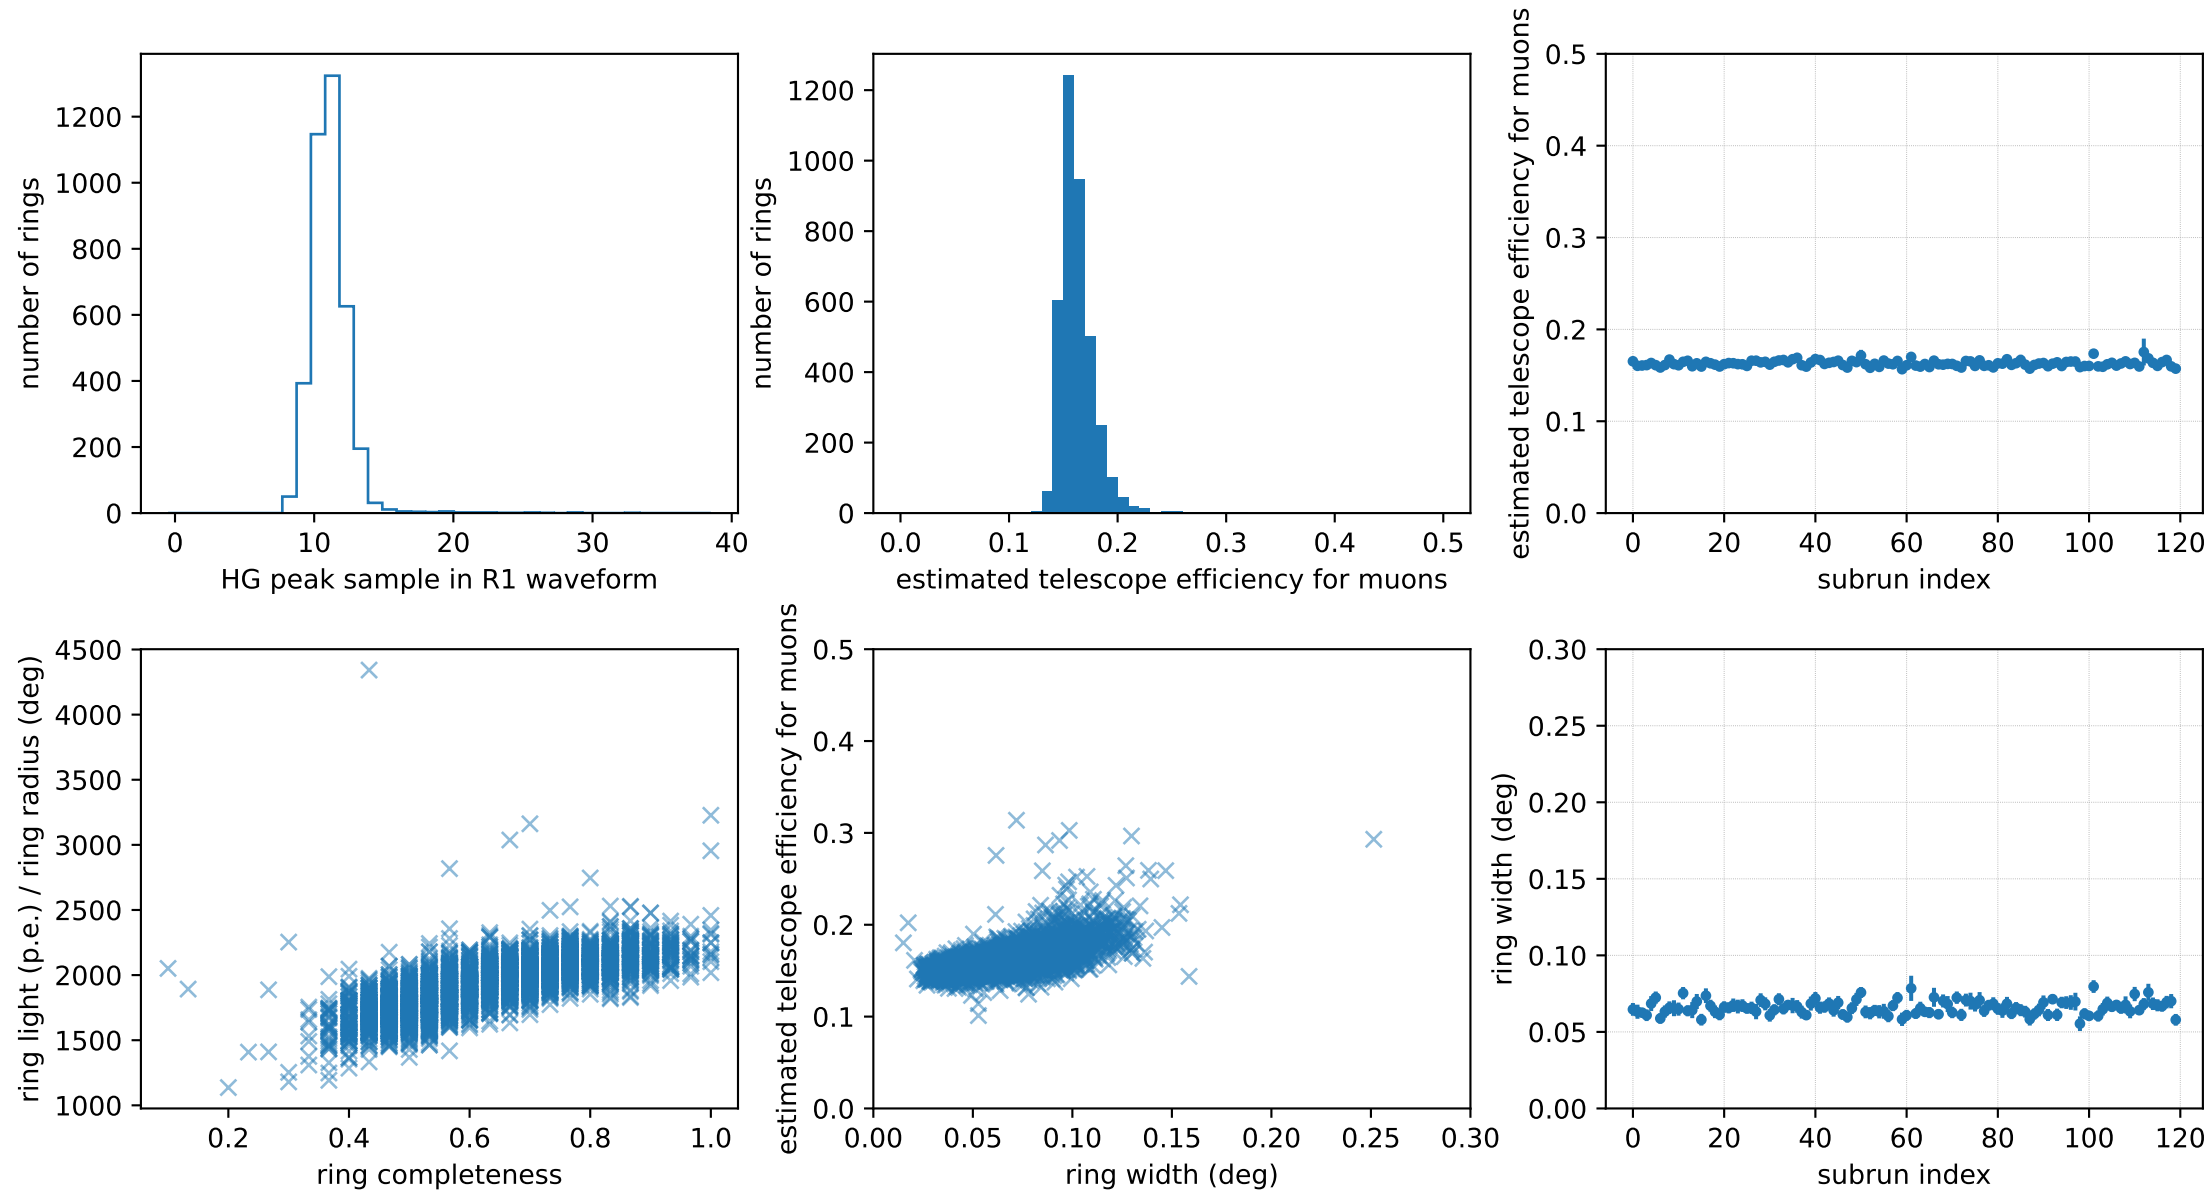 number of rings
1200
1000
800
600
400
200
0
0 10 20 30 40
HG peak sample in R1 waveform
number of rings
1200
1000
800
600
400
200
0
0.0 0.1 0.2 0.3 0.4 0.5
estimated telescope efficiency for muons
estimated telescope efficiency for muons
0.5
0.4
0.3
0.2
0.1
0.0
0 20 40 60 80 100 120
subrun index
ring light (p.e.) / ring radius (deg)
4500
4000
3500
3000
2500
2000
1500
1000
0.2 0.4 0.6 0.8 1.0
ring completeness
estimated telescope efficiency for muons
0.5
0.4
0.3
0.2
0.1
0.0
0.00 0.05 0.10 0.15 0.20 0.25 0.30
ring width (deg)
ring width (deg)
0.30
0.25
0.20
0.15
0.10
0.05
0.00
0 20 40 60 80 100 120
subrun index